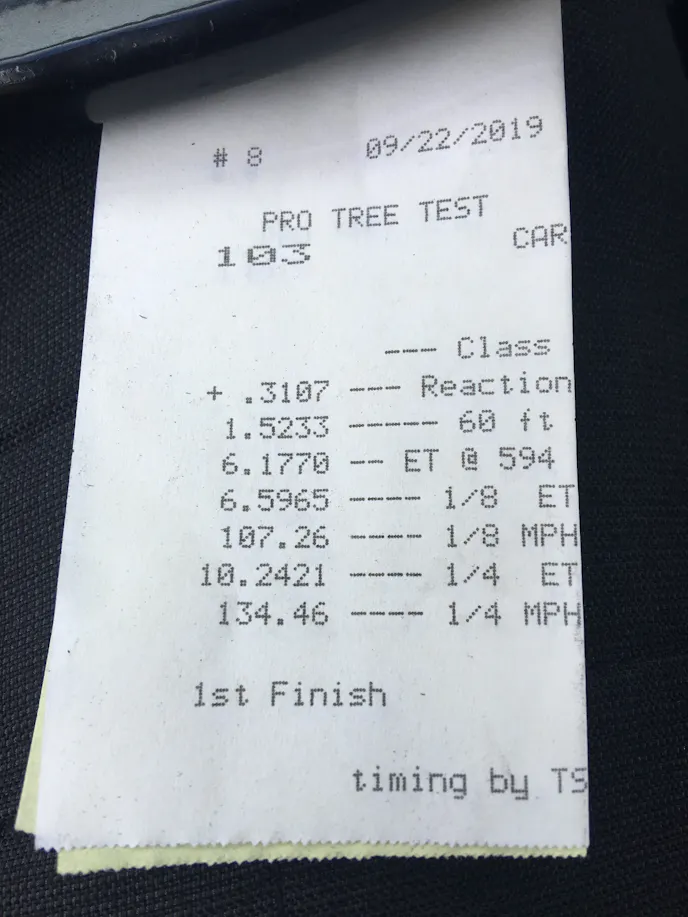 # 8 09/22/2019
PRO TREE TEST
103 CAR
--- Class
+ .3107 --- Reaction
1.5233 ----- 60 ft
6.1770 -- ET @ 594
6.5965 ---- 1/8 ET
107.26 ---- 1/8 MPH
10.2421 ---- 1/4 ET
134.46 ---- 1/4 MPH
1st Finish
timing by TS